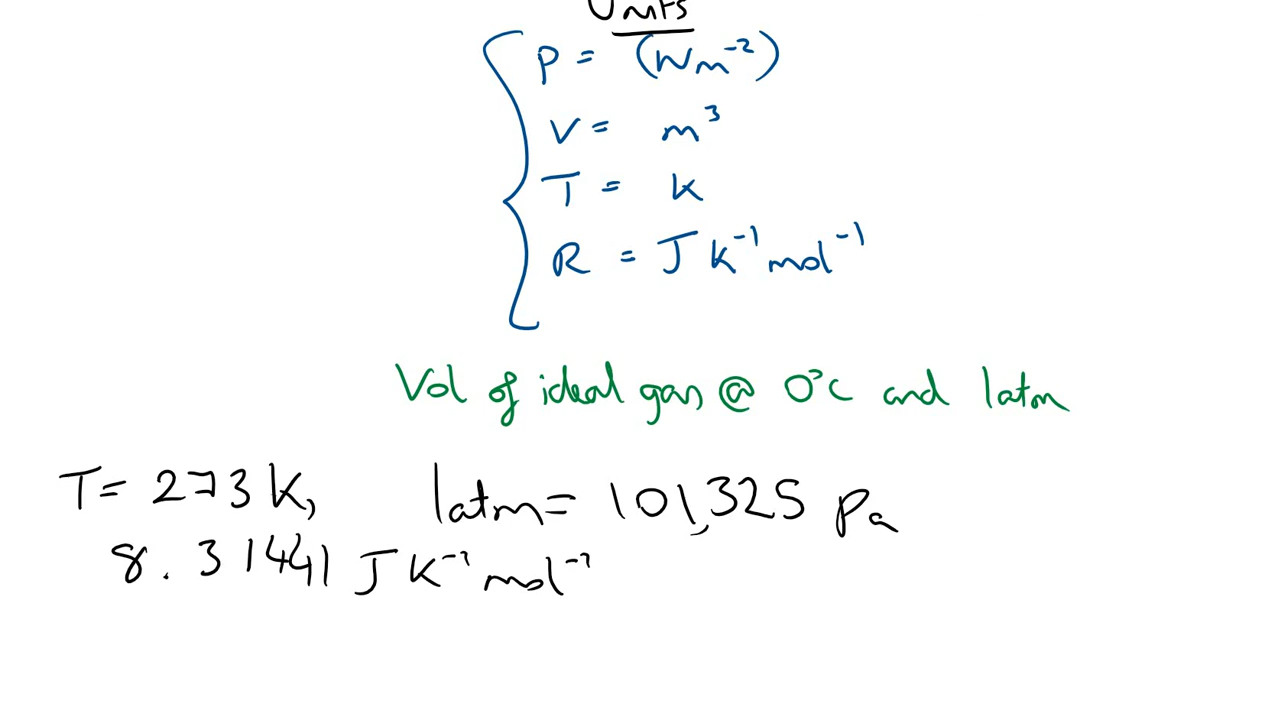 Units
P = (Nm⁻²)
V = m³
T = K
R = J K⁻¹ mol⁻¹
Vol of ideal gas @ 0°C and 1atm
T = 273 K, 1atm = 101,325 Pa
8.31441 J K⁻¹ mol⁻¹